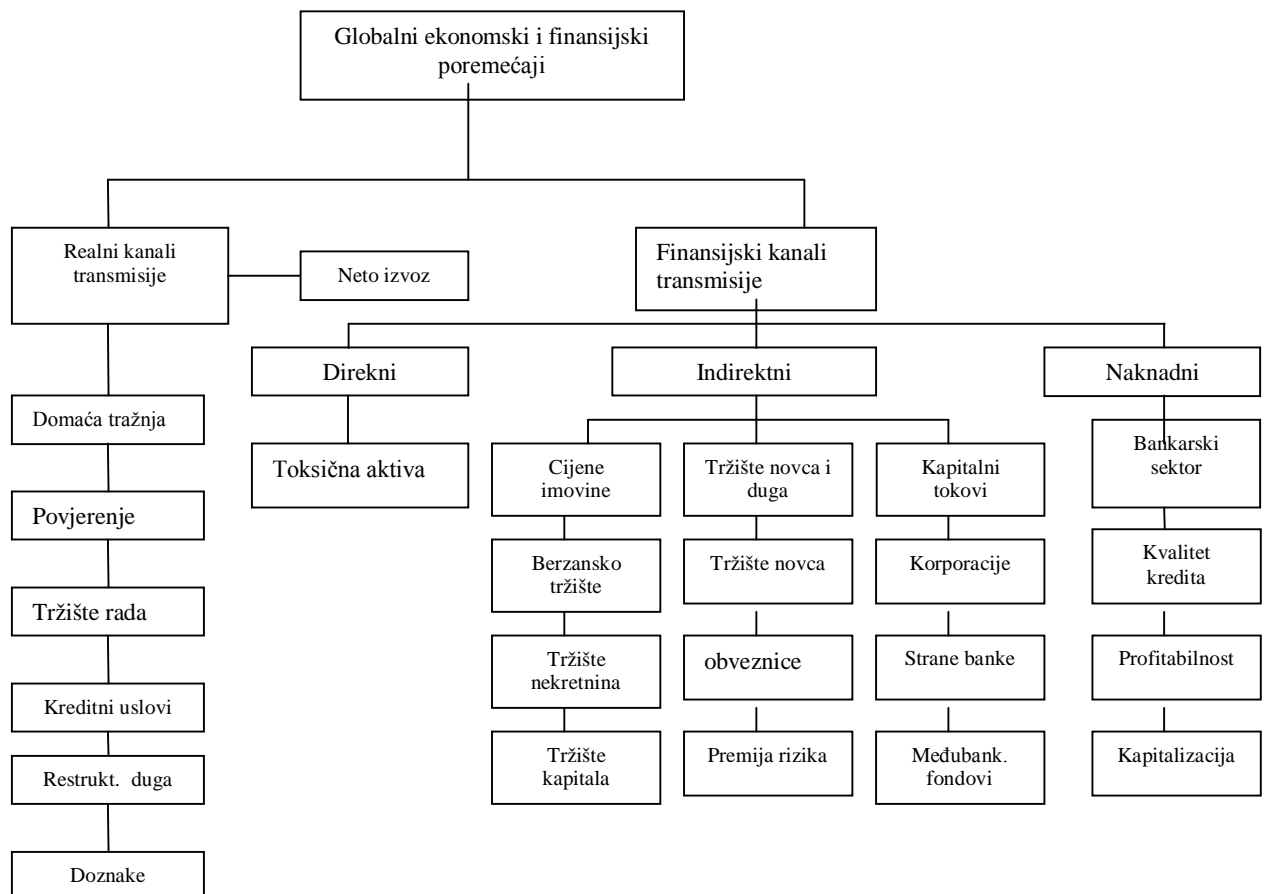 Globalni ekonomski i finansijski
poremećaji
Realni kanali
transmisije
Neto izvoz
Finansijski kanali
transmisije
Direkni
Indirektni
Naknadni
Domaća tražnja
Povjerenje
Tržište rada
Kreditni uslovi
Restrukt. duga
Doznake
Toksična aktiva
Cijene
imovine
Berzansko
tržište
Tržište
nekretnina
Tržište
kapitala
Tržište novca i
duga
Tržište novca
obveznice
Premija rizika
Kapitalni
tokovi
Korporacije
Strane banke
Međubank.
fondovi
Bankarski
sektor
Kvalitet
kredita
Profitabilnost
Kapitalizacija